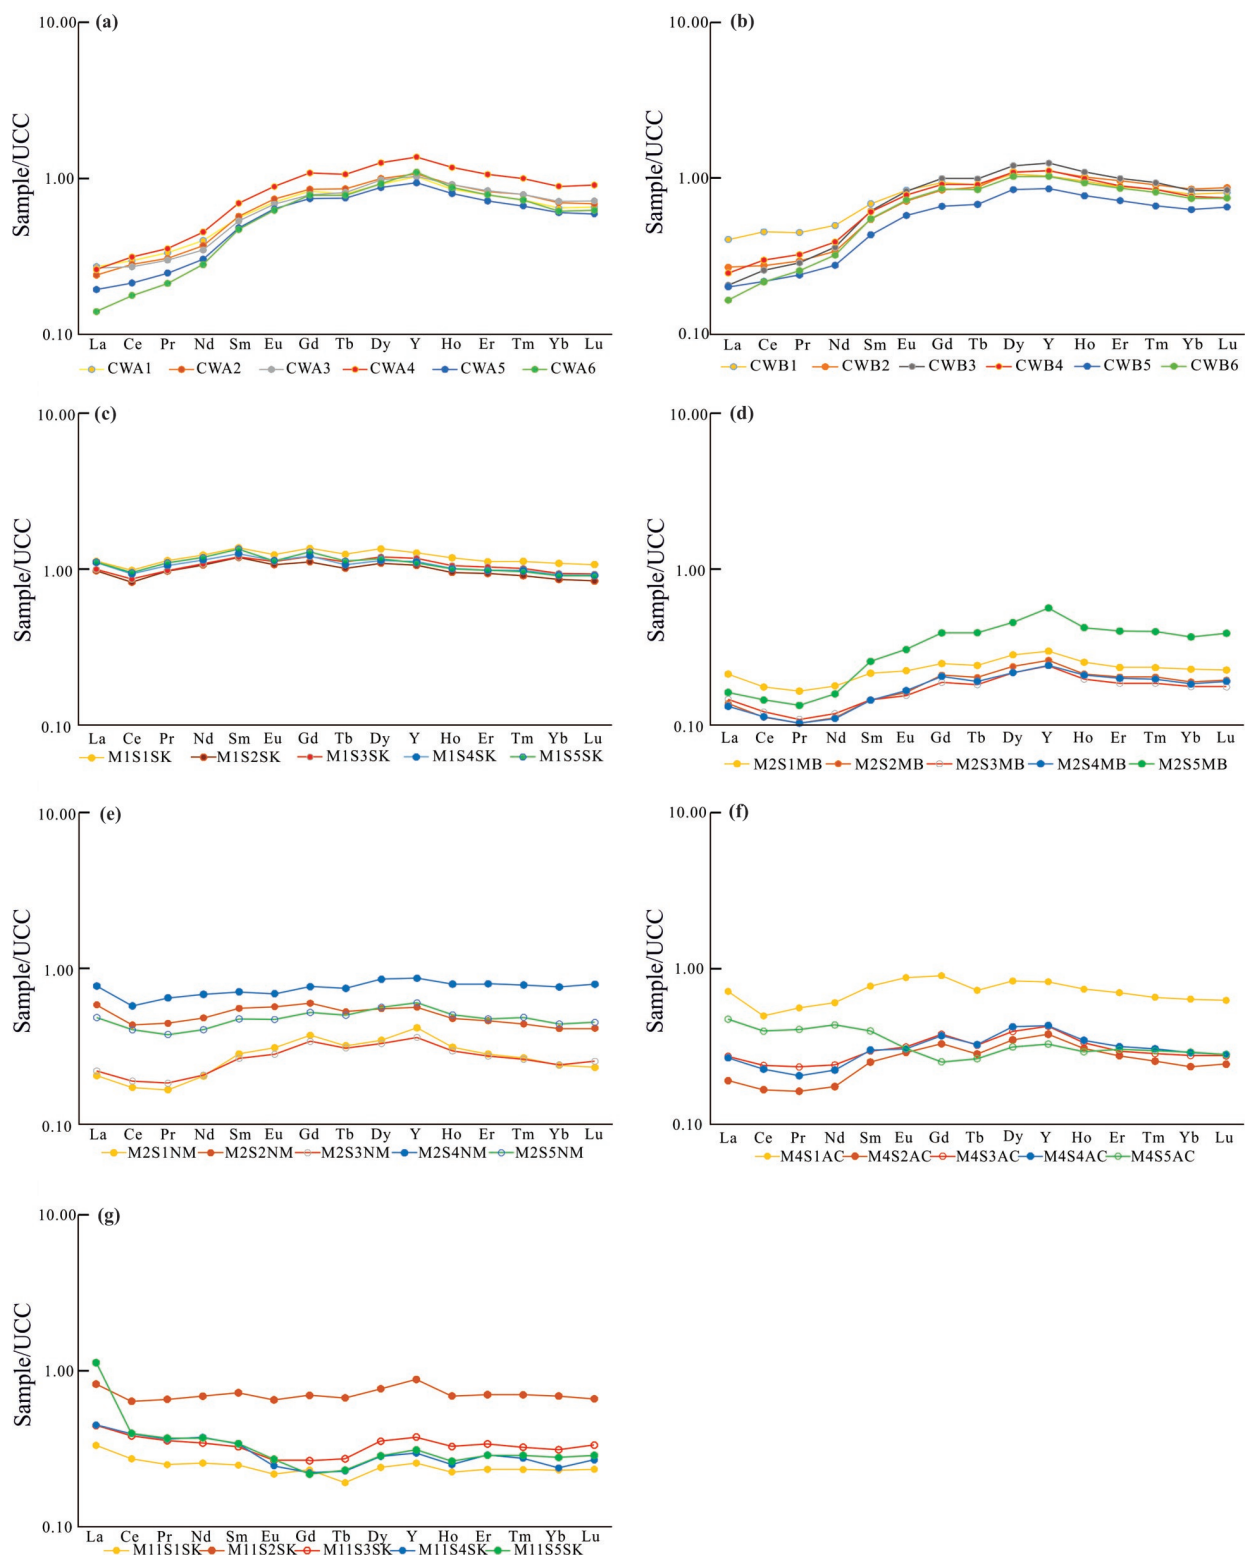 (a)
10.00
1.00
0.10
Sample/UCC
La Ce Pr Nd Sm Eu Gd Tb Dy Y Ho Er Tm Yb Lu
CWA1 CWA2 CWA3 CWA4 CWA5 CWA6
(b)
10.00
1.00
0.10
Sample/UCC
La Ce Pr Nd Sm Eu Gd Tb Dy Y Ho Er Tm Yb Lu
CWB1 CWB2 CWB3 CWB4 CWB5 CWB6
(c)
10.00
1.00
0.10
Sample/UCC
La Ce Pr Nd Sm Eu Gd Tb Dy Y Ho Er Tm Yb Lu
M1S1SK M1S2SK M1S3SK M1S4SK M1S5SK
(d)
10.00
1.00
0.10
Sample/UCC
La Ce Pr Nd Sm Eu Gd Tb Dy Y Ho Er Tm Yb Lu
M2S1MB M2S2MB M2S3MB M2S4MB M2S5MB
(e)
10.00
1.00
0.10
Sample/UCC
La Ce Pr Nd Sm Eu Gd Tb Dy Y Ho Er Tm Yb Lu
M2S1NM M2S2NM M2S3NM M2S4NM M2S5NM
(f)
10.00
1.00
0.10
Sample/UCC
La Ce Pr Nd Sm Eu Gd Tb Dy Y Ho Er Tm Yb Lu
M4S1AC M4S2AC M4S3AC M4S4AC M4S5AC
(g)
10.00
1.00
0.10
Sample/UCC
La Ce Pr Nd Sm Eu Gd Tb Dy Y Ho Er Tm Yb Lu
M11S1SK M11S2SK M11S3SK M11S4SK M11S5SK